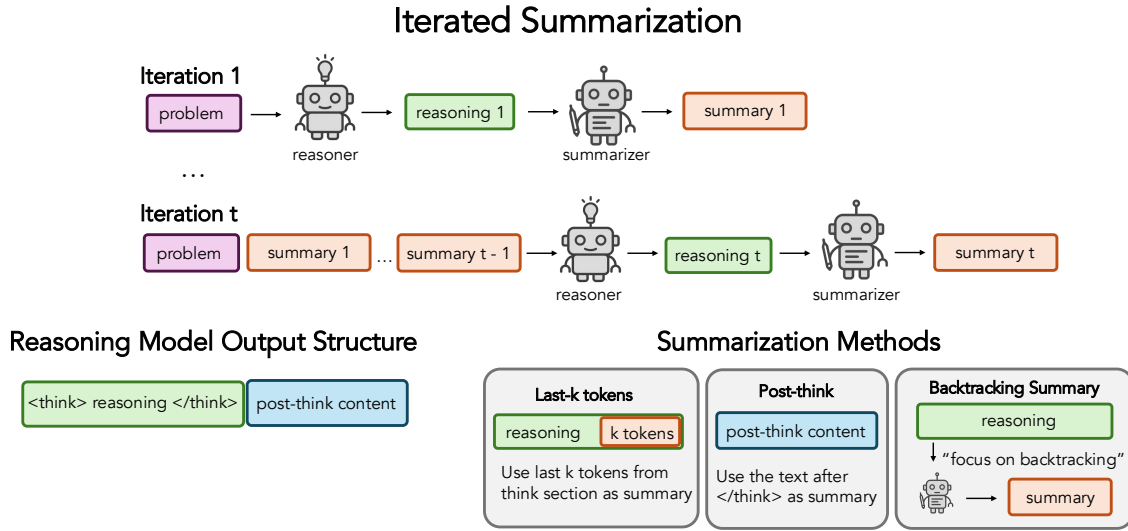 Iterated Summarization
Iteration 1
problem
reasoning 1
summary 1
reasoner
summarizer
...
Iteration t
problem
summary 1
...
summary t - 1
reasoning t
summary t
reasoner
summarizer
Reasoning Model Output Structure
<think> reasoning </think>
post-think content
Summarization Methods
Last-k tokens
reasoning
k tokens
Use last k tokens from
think section as summary
Post-think
post-think content
Use the text after
</think> as summary
Backtracking Summary
reasoning
“focus on backtracking”
summary